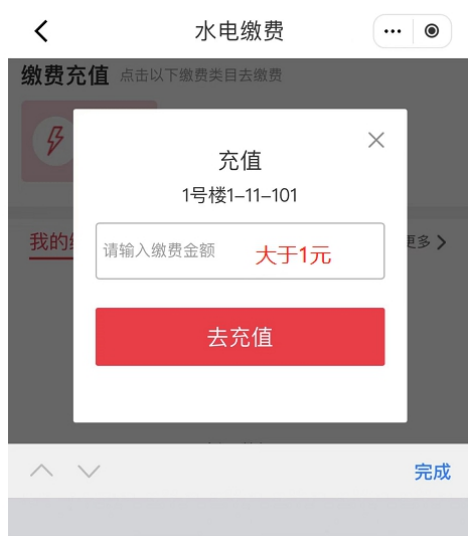 水电缴费
缴费充值 点击以下缴费类目去缴费
充值
1号楼1-11-101
我的
更多
请输入缴费金额 大于1元
去充值
完成